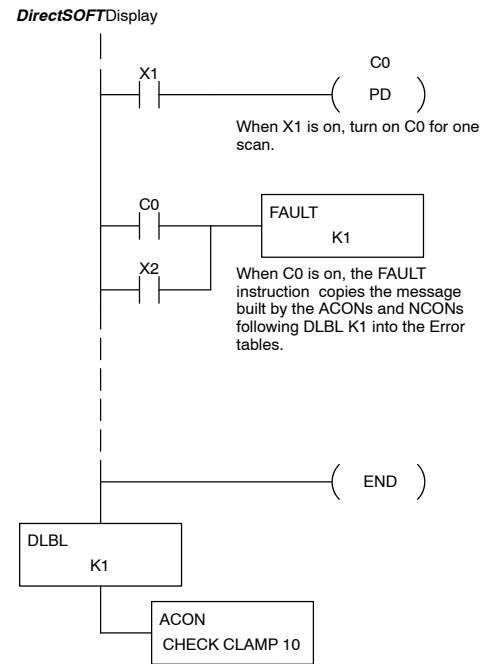 DirectSOFTDisplay
X1
C0
PD
When X1 is on, turn on C0 for one
scan.
C0
FAULT
K1
X2
When C0 is on, the FAULT
instruction copies the message
built by the ACONs and NCONs
following DLBL K1 into the Error
tables.
END
DLBL
K1
ACON
CHECK CLAMP 10